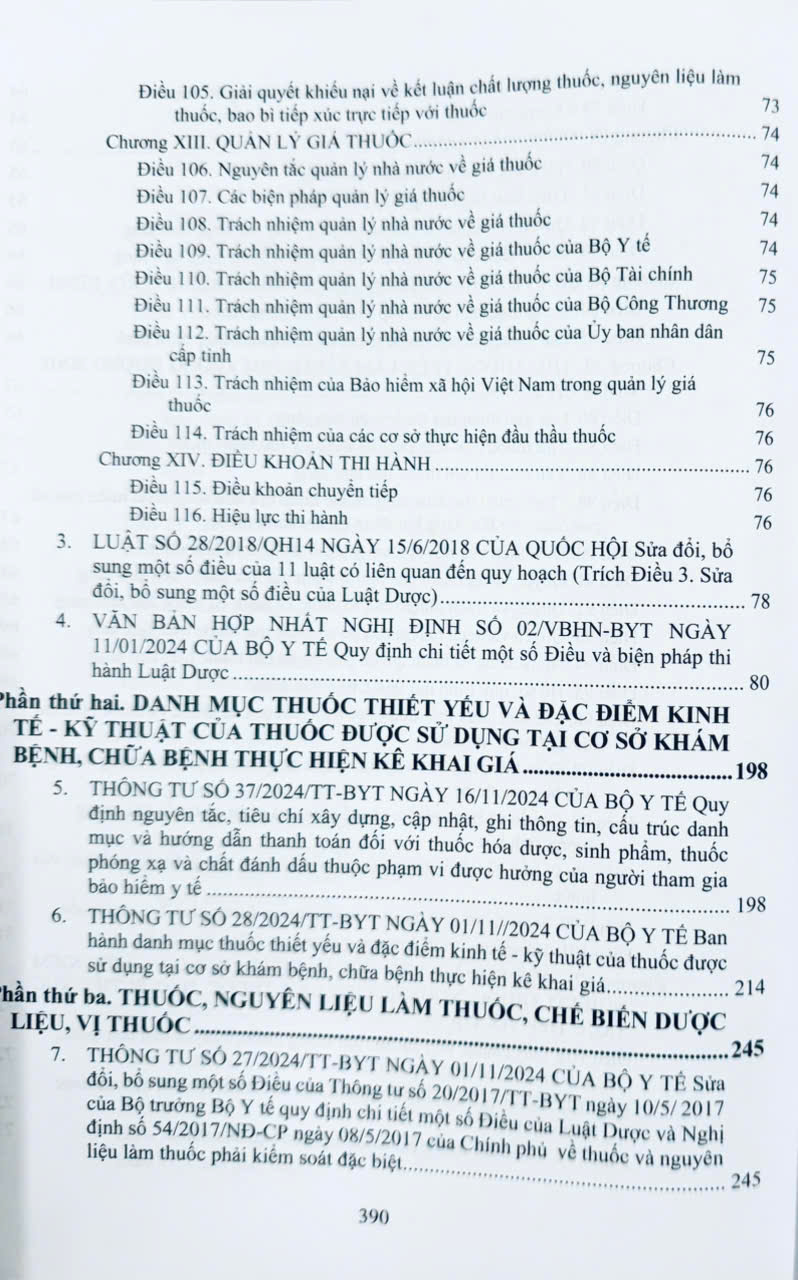 Điều 105. Giải quyết khiếu nại về kết luận chất lượng thuốc, nguyên liệu làm
thuốc, bao bì tiếp xúc trực tiếp với thuốc 73
Chương XIII. QUẢN LÝ GIÁ THUỐC 74
Điều 106. Nguyên tắc quản lý nhà nước về giá thuốc 74
Điều 107. Các biện pháp quản lý giá thuốc 74
Điều 108. Trách nhiệm quản lý nhà nước về giá thuốc 74
Điều 109. Trách nhiệm quản lý nhà nước về giá thuốc của Bộ Y tế 74
Điều 110. Trách nhiệm quản lý nhà nước về giá thuốc của Bộ Tài chính 75
Điều 111. Trách nhiệm quản lý nhà nước về giá thuốc của Bộ Công Thương 75
Điều 112. Trách nhiệm quản lý nhà nước về giá thuốc của Ủy ban nhân dân
cấp tỉnh 75
Điều 113. Trách nhiệm của Bảo hiểm xã hội Việt Nam trong quản lý giá
thuốc 76
Điều 114. Trách nhiệm của các cơ sở thực hiện đấu thầu thuốc 76
Chương XIV. ĐIỀU KHOẢN THI HÀNH 76
Điều 115. Điều khoản chuyển tiếp 76
Điều 116. Hiệu lực thi hành 76
3. LUẬT SỐ 28/2018/QH14 NGÀY 15/6/2018 CỦA QUỐC HỘI Sửa đổi, bổ
sung một số điều của 11 luật có liên quan đến quy hoạch (Trích Điều 3. Sửa
đổi, bổ sung một số điều của Luật Dược) 78
4. VĂN BẢN HỢP NHẤT NGHỊ ĐỊNH SỐ 02/VBHN-BYT NGÀY
11/01/2024 CỦA BỘ Y TẾ Quy định chi tiết một số Điều và biện pháp thi
hành Luật Dược 80
Phần thứ hai. DANH MỤC THUỐC THIẾT YẾU VÀ ĐẶC ĐIỂM KINH
TẾ - KỸ THUẬT CỦA THUỐC ĐƯỢC SỬ DỤNG TẠI CƠ SỞ KHÁM
BỆNH, CHỮA BỆNH THỰC HIỆN KÊ KHAI GIÁ 198
5. THÔNG TƯ SỐ 37/2024/TT-BYT NGÀY 16/11/2024 CỦA BỘ Y TẾ Quy
định nguyên tắc, tiêu chí xây dựng, cập nhật, ghi thông tin, cấu trúc danh
mục và hướng dẫn thanh toán đối với thuốc hóa dược, sinh phẩm, thuốc
phóng xạ và chất đánh dấu thuộc phạm vi được hưởng của người tham gia
bảo hiểm y tế 198
6. THÔNG TƯ SỐ 28/2024/TT-BYT NGÀY 01/11//2024 CỦA BỘ Y TẾ Ban
hành danh mục thuốc thiết yếu và đặc điểm kinh tế - kỹ thuật của thuốc được
sử dụng tại cơ sở khám bệnh, chữa bệnh thực hiện kê khai giá 214
Phần thứ ba. THUỐC, NGUYÊN LIỆU LÀM THUỐC, CHẾ BIẾN DƯỢC
LIỆU, VỊ THUỐC 245
7. THÔNG TƯ SỐ 27/2024/TT-BYT NGÀY 01/11/2024 CỦA BỘ Y TẾ Sửa
đổi, bổ sung một số Điều của Thông tư số 20/2017/TT-BYT ngày 10/5/ 2017
của Bộ trưởng Bộ Y tế quy định chi tiết một số Điều của Luật Dược và Nghị
định số 54/2017/NĐ-CP ngày 08/5/2017 của Chính phủ về thuốc và nguyên
liệu làm thuốc phải kiểm soát đặc biệt 245
390